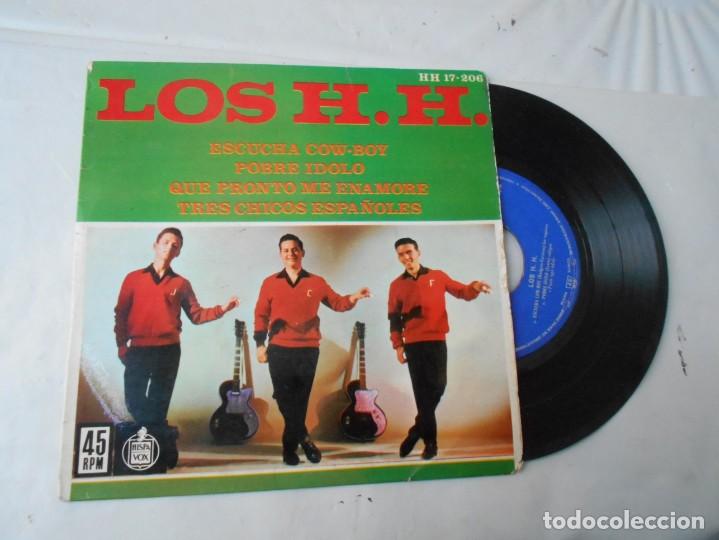 HH 17-206
LOS H.H.
ESCUCHA COW-BOY
POBRE IDOLO
QUE PRONTO ME ENAMORE
TRES CHICOS ESPAÑOLES
45
RPM
HISPA
VOX
LOS H. H.
todocoleccion